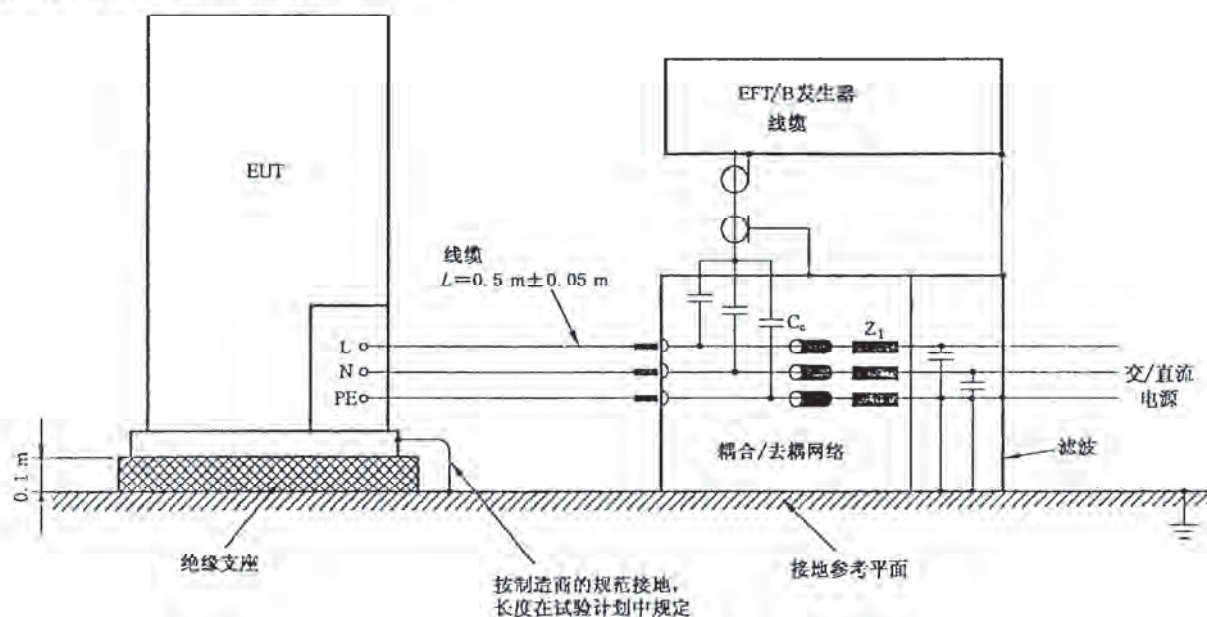 EFT/B发生器
线缆
EUT
线缆
L=0.5 m±0.05 m
Cc
Z1
L
N
PE
交/直流
电源
耦合/去耦网络
滤波
0.1 m
绝缘支座
接地参考平面
按制造商的规范接地，
长度在试验计划中规定